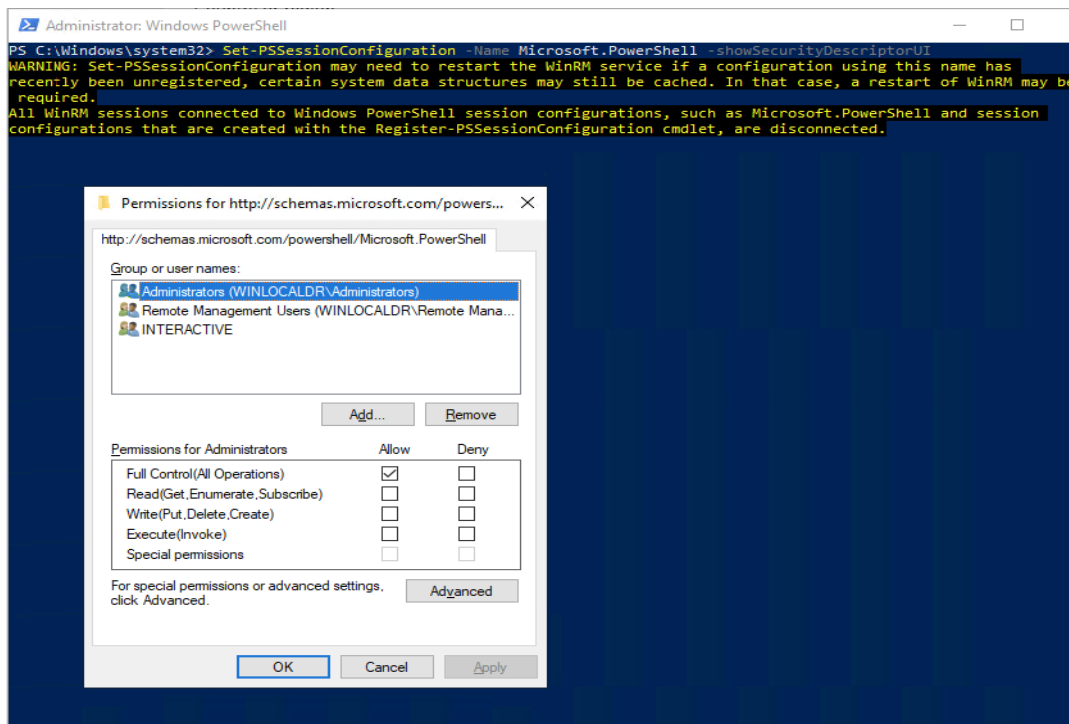 Administrator: Windows PowerShell
PS C:\Windows\system32> Set-PSSessionConfiguration -Name Microsoft.PowerShell -showSecurityDescriptorUI
WARNING: Set-PSSessionConfiguration may need to restart the WinRM service if a configuration using this name has
recently been unregistered, certain system data structures may still be cached. In that case, a restart of WinRM may be
required.
All WinRM sessions connected to Windows PowerShell session configurations, such as Microsoft.PowerShell and session
configurations that are created with the Register-PSSessionConfiguration cmdlet, are disconnected.
Permissions for http://schemas.microsoft.com/powers...
http://schemas.microsoft.com/powershell/Microsoft.PowerShell
Group or user names:
Administrators (WINLOCALDR\Administrators)
Remote Management Users (WINLOCALDR\Remote Mana...
INTERACTIVE
Add... Remove
Permissions for Administrators Allow Deny
Full Control(All Operations)
Read(Get,Enumerate,Subscribe)
Write(Put,Delete,Create)
Execute(Invoke)
Special permissions
For special permissions or advanced settings,
click Advanced.
Advanced
OK Cancel Apply